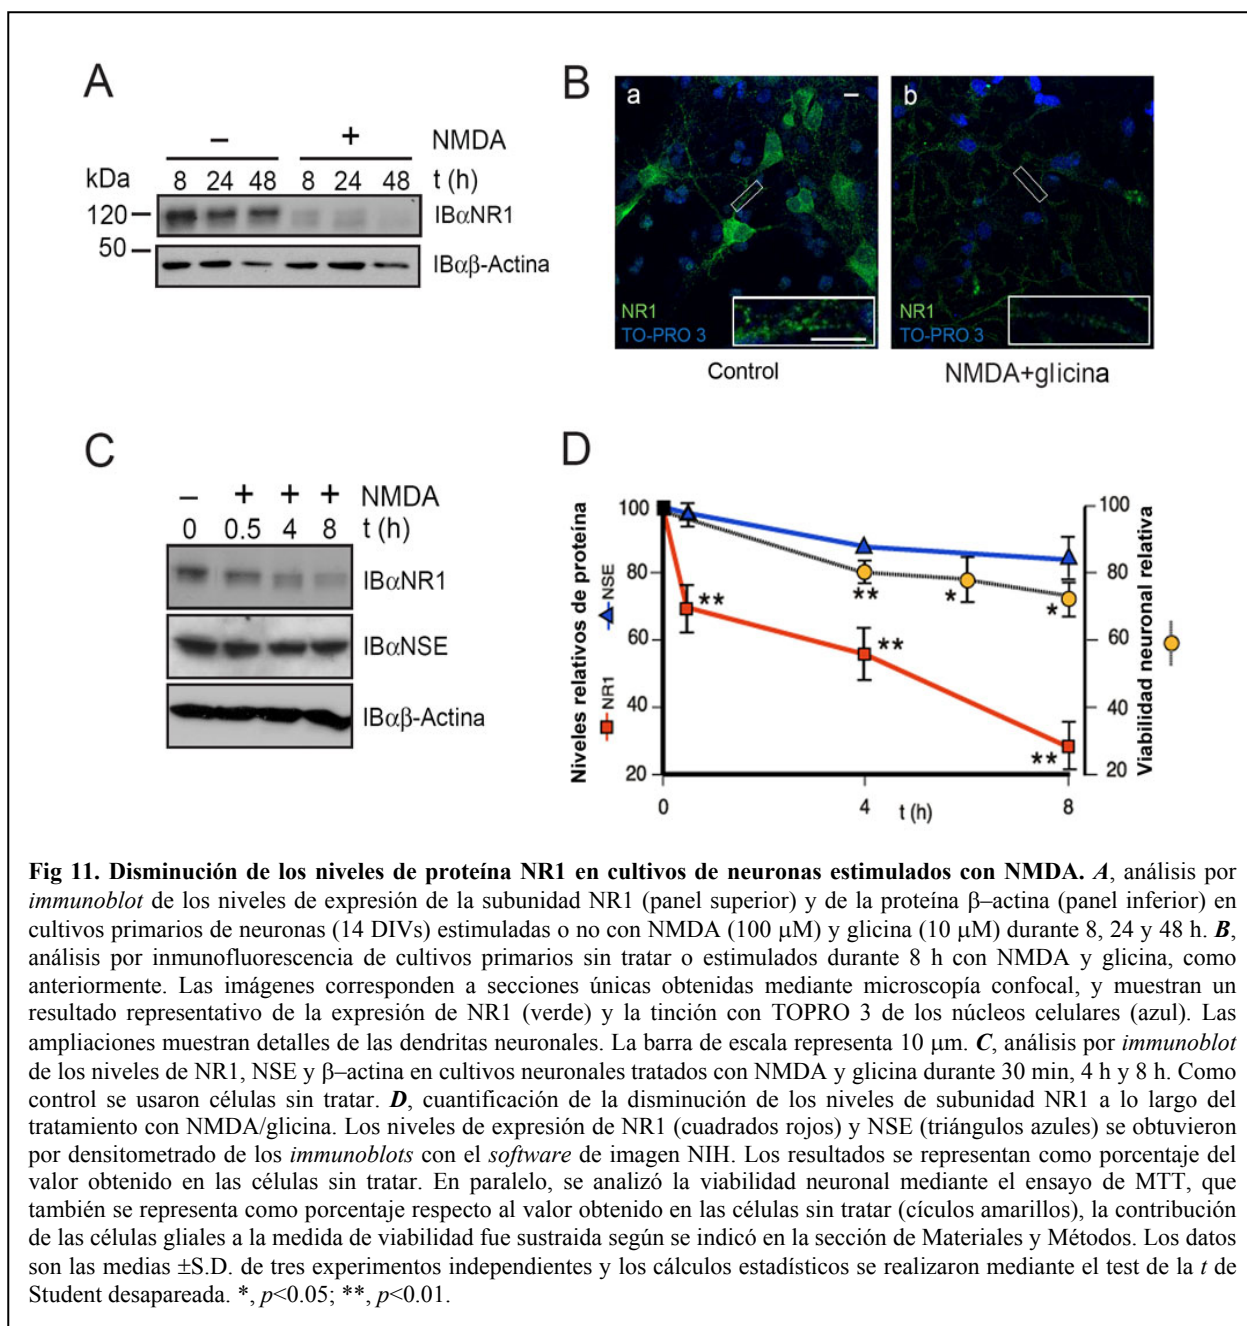 A
− + NMDA
kDa 8 24 48 8 24 48 t (h)
120 IBαNR1
50
IBαβ-Actina
B
a b
NR1 NR1
TO-PRO 3 TO-PRO 3
Control NMDA+glicina
C
− + + + NMDA
0 0.5 4 8 t (h)
IBαNR1
IBαNSE
IBαβ-Actina
D
Niveles relativos de proteína
NR1 NSE
100
80
60
40
20
** ** **
** * *
0 4 8
t (h)
100
80
60
40
20
Viabilidad neuronal relativa
Fig 11. Disminución de los niveles de proteína NR1 en cultivos de neuronas estimulados con NMDA. A, análisis por
immunoblot de los niveles de expresión de la subunidad NR1 (panel superior) y de la proteína β–actina (panel inferior) en
cultivos primarios de neuronas (14 DIVs) estimuladas o no con NMDA (100 μM) y glicina (10 μM) durante 8, 24 y 48 h. B,
análisis por inmunofluorescencia de cultivos primarios sin tratar o estimulados durante 8 h con NMDA y glicina, como
anteriormente. Las imágenes corresponden a secciones únicas obtenidas mediante microscopía confocal, y muestran un
resultado representativo de la expresión de NR1 (verde) y la tinción con TOPRO 3 de los núcleos celulares (azul). Las
ampliaciones muestran detalles de las dendritas neuronales. La barra de escala representa 10 μm. C, análisis por immunoblot
de los niveles de NR1, NSE y β–actina en cultivos neuronales tratados con NMDA y glicina durante 30 min, 4 h y 8 h. Como
control se usaron células sin tratar. D, cuantificación de la disminución de los niveles de subunidad NR1 a lo largo del
tratamiento con NMDA/glicina. Los niveles de expresión de NR1 (cuadrados rojos) y NSE (triángulos azules) se obtuvieron
por densitometrado de los immunoblots con el software de imagen NIH. Los resultados se representan como porcentaje del
valor obtenido en las células sin tratar. En paralelo, se analizó la viabilidad neuronal mediante el ensayo de MTT, que
también se representa como porcentaje respecto al valor obtenido en las células sin tratar (cículos amarillos), la contribución
de las células gliales a la medida de viabilidad fue sustraida según se indicó en la sección de Materiales y Métodos. Los datos
son las medias ±S.D. de tres experimentos independientes y los cálculos estadísticos se realizaron mediante el test de la t de
Student desapareada. *, p<0.05; **, p<0.01.